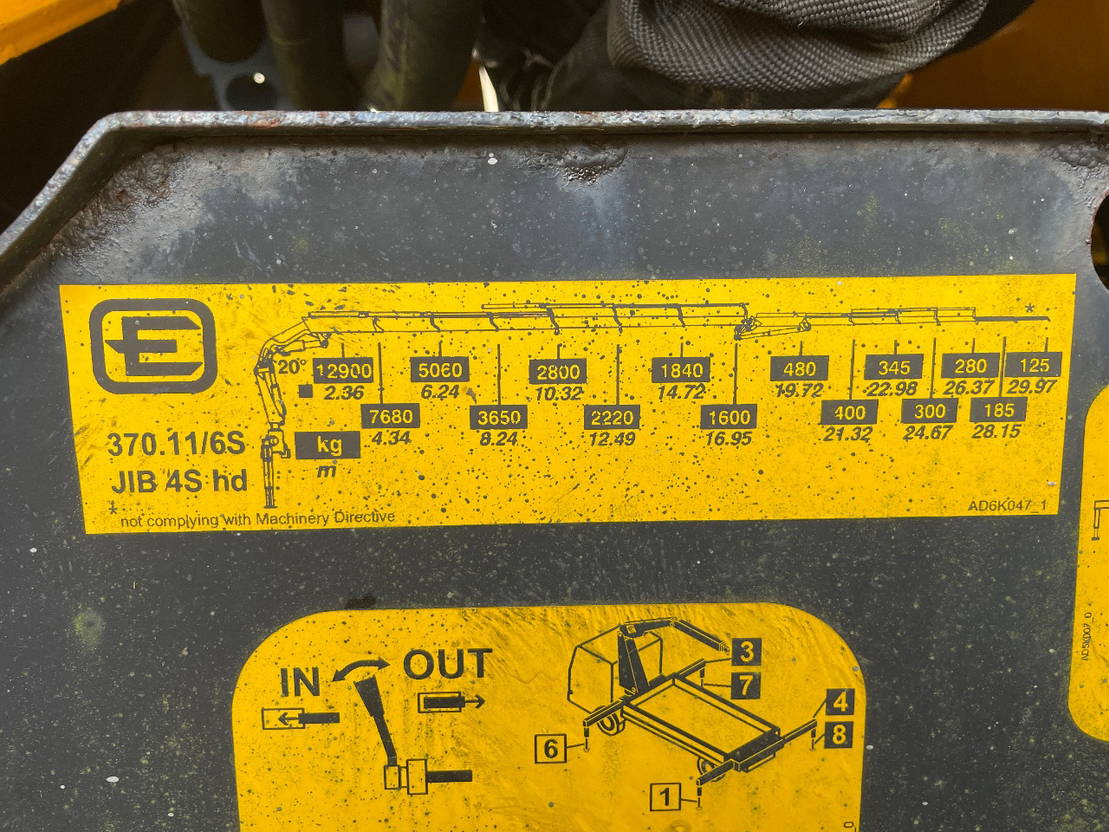 E
20°
12900 5060 2800 1840 480 345 280 125
2.36 6.24 10.32 14.72 19.72 22.98 26.37 29.97
7680 3650 2220 1600 400 300 185
4.34 8.24 12.49 16.95 21.32 24.67 28.15
kg
m
370.11/6S
JIB 4S hd
*
* not complying with Machinery Directive
AD6K047_1
IN OUT
3
7
4
8
6
1